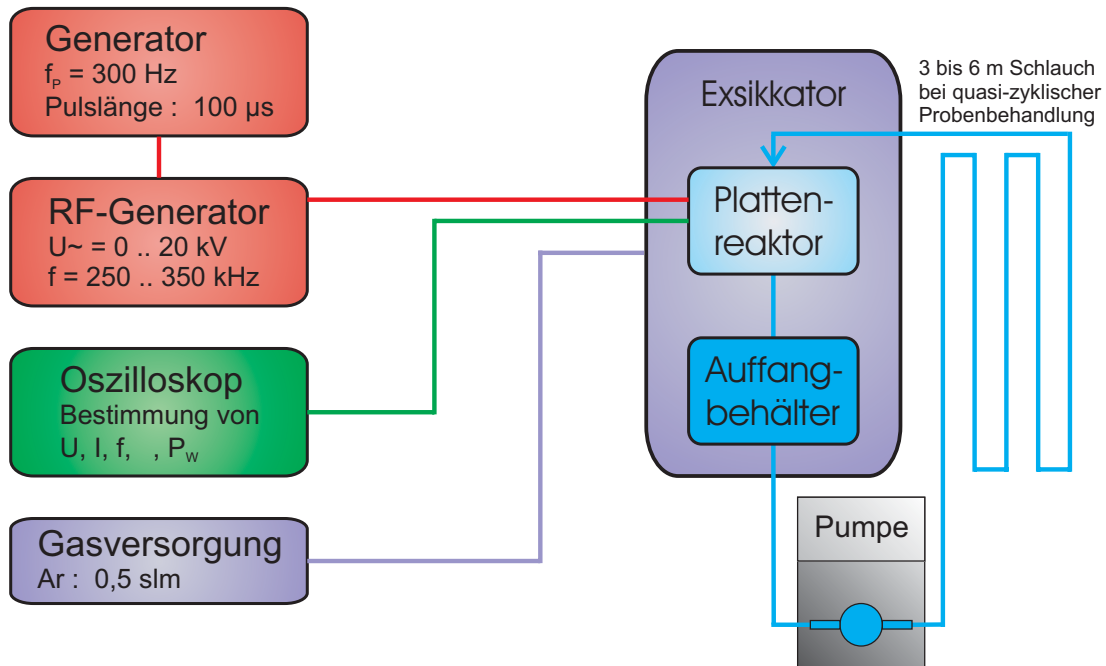 Generator
fP = 300 Hz
Pulslänge : 100 µs
RF-Generator
U~ = 0 .. 20 kV
f = 250 .. 350 kHz
Oszilloskop
Bestimmung von
U, I, f, , PW
Gasversorgung
Ar : 0,5 slm
Exsikkator
Platten-
reaktor
Auffang-
behälter
3 bis 6 m Schlauch
bei quasi-zyklischer
Probenbehandlung
Pumpe